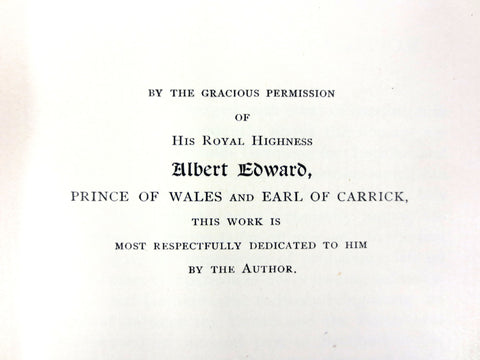 BY THE GRACIOUS PERMISSION
OF
HIS ROYAL HIGHNESS
Albert Edward,
PRINCE OF WALES AND EARL OF CARRICK,
THIS WORK IS
MOST RESPECTFULLY DEDICATED TO HIM
BY THE AUTHOR.